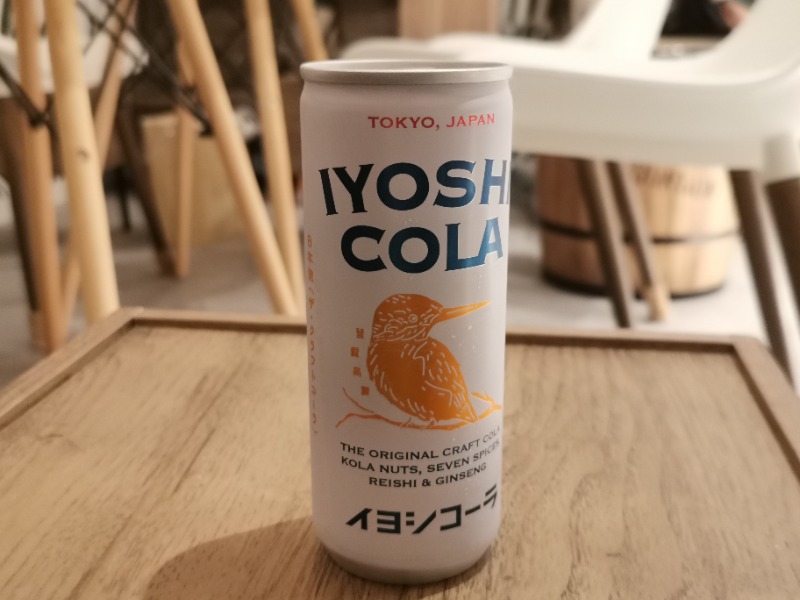 TOKYO, JAPAN
IYOSH
COLA
THE ORIGINAL CRAFT COLA
KOLA NUTS, SEVEN SPICES
REISHI & GINSENG
イヨシコーラ